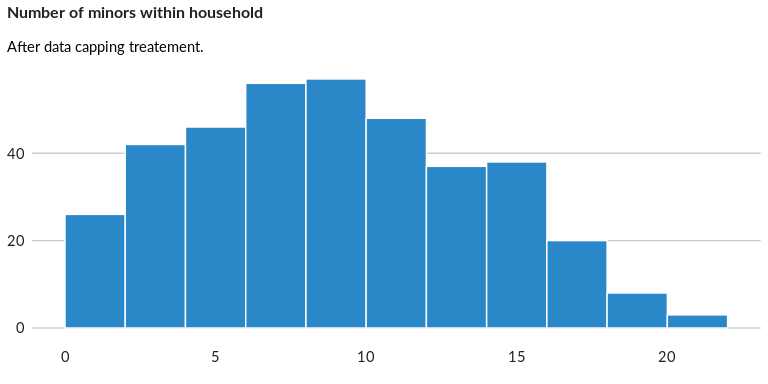 Number of minors within household
After data capping treatement.
40
20
0
0 5 10 15 20